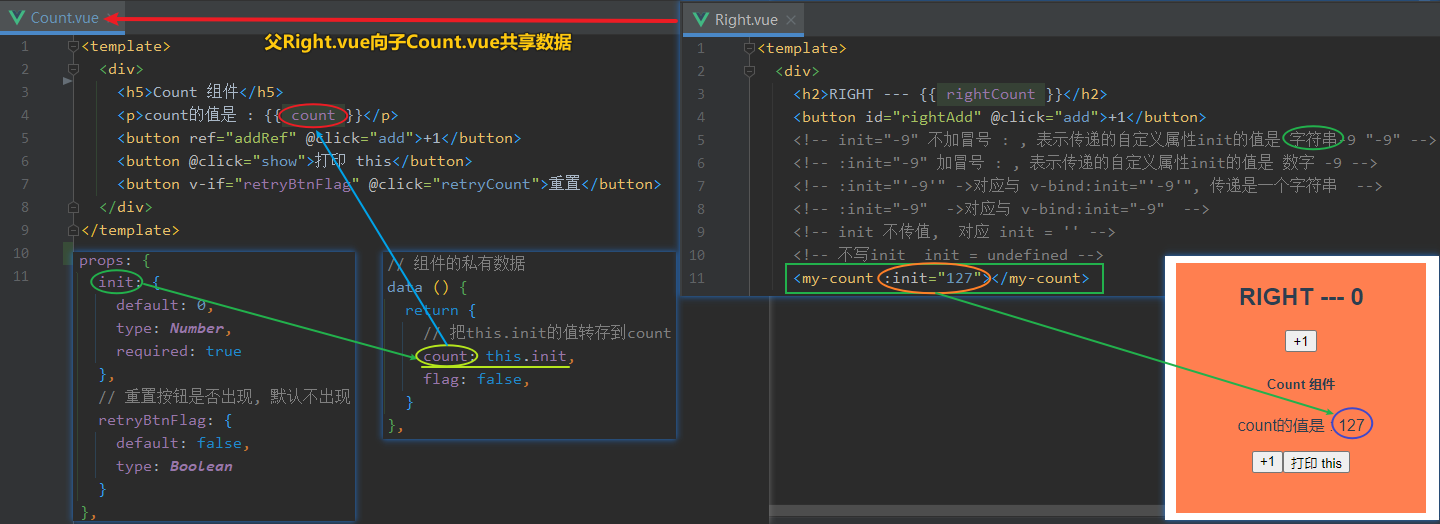 Count.vue ×
父Right.vue向子Count.vue共享数据
1 <template>
2 <div>
3 <h5>Count 组件</h5>
4 <p>count的值是 : {{ count }}</p>
5 <button ref="addRef" @click="add">+1</button>
6 <button @click="show">打印 this</button>
7 <button v-if="retryBtnFlag" @click="retryCount">重置</button>
8 </div>
9 </template>
10
11
props: {
init: {
default: 0,
type: Number,
required: true
},
// 重置按钮是否出现, 默认不出现
retryBtnFlag: {
default: false,
type: Boolean
}
},
// 组件的私有数据
data () {
return {
// 把this.init的值转存到count
count: this.init,
flag: false,
}
},
Right.vue ×
1 <template>
2 <div>
3 <h2>RIGHT --- {{ rightCount }}</h2>
4 <button id="rightAdd" @click="add">+1</button>
5 <!-- init="-9" 不加冒号 : , 表示传递的自定义属性init的值是 字符串-9 "-9" -->
6 <!-- :init="-9" 加冒号 : , 表示传递的自定义属性init的值是 数字 -9 -->
7 <!-- :init="'-9'" ->对应与 v-bind:init="'-9'", 传递是一个字符串 -->
8 <!-- :init="-9" ->对应与 v-bind:init="-9" -->
9 <!-- init 不传值, 对应 init = '' -->
10 <!-- 不写init init = undefined -->
11 <my-count :init="127"></my-count>
RIGHT --- 0
+1
Count 组件
count的值是 : 127
+1 打印 this